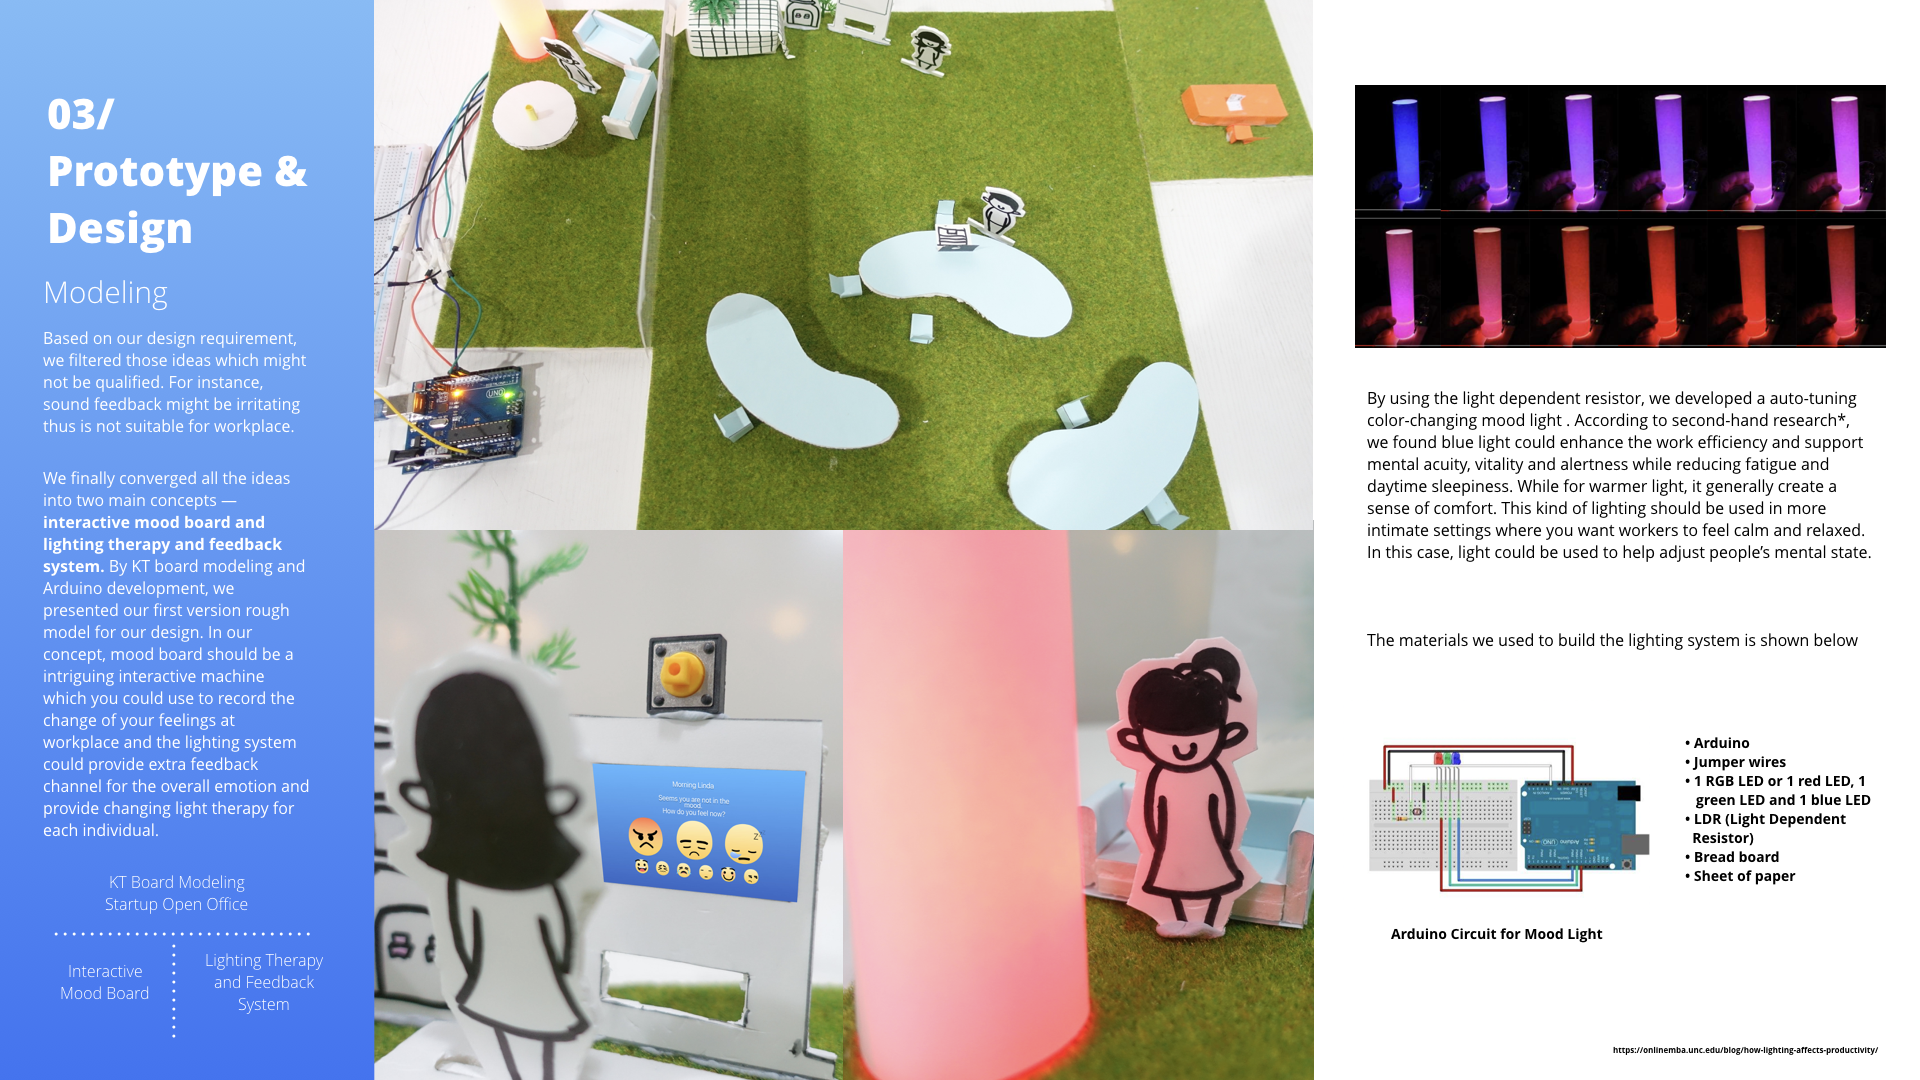 03/
Prototype &
Design
Modeling
Based on our design requirement,
we filtered those ideas which might
not be qualified. For instance,
sound feedback might be irritating
thus is not suitable for workplace.
We finally converged all the ideas
into two main concepts —
interactive mood board and
lighting therapy and feedback
system. By KT board modeling and
Arduino development, we
presented our first version rough
model for our design. In our
concept, mood board should be a
intriguing interactive machine
which you could use to record the
change of your feelings at
workplace and the lighting system
could provide extra feedback
channel for the overall emotion and
provide changing light therapy for
each individual.
KT Board Modeling
Startup Open Office
Interactive
Mood Board
Lighting Therapy
and Feedback
System
UNO
Morning Linda
Seems you are not in the
mood.
How do you feel now?
By using the light dependent resistor, we developed a auto-tuning
color-changing mood light . According to second-hand research*,
we found blue light could enhance the work efficiency and support
mental acuity, vitality and alertness while reducing fatigue and
daytime sleepiness. While for warmer light, it generally create a
sense of comfort. This kind of lighting should be used in more
intimate settings where you want workers to feel calm and relaxed.
In this case, light could be used to help adjust people's mental state.
The materials we used to build the lighting system is shown below
Arduino
UNO
• Arduino
• Jumper wires
• 1 RGB LED or 1 red LED, 1
green LED and 1 blue LED
• LDR (Light Dependent
Resistor)
• Bread board
• Sheet of paper
Arduino Circuit for Mood Light
https://onlinemba.unc.edu/blog/how-lighting-affects-productivity/